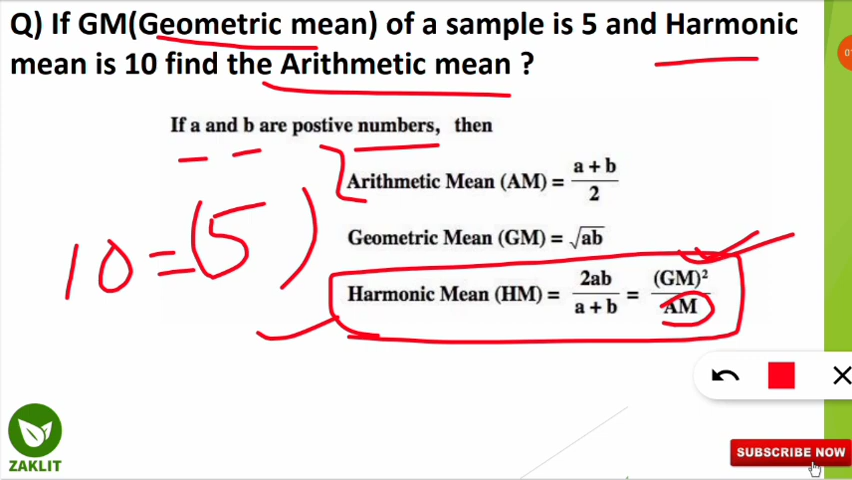 Q) If GM(Geometric mean) of a sample is 5 and Harmonic
mean is 10 find the Arithmetic mean ?
If a and b are postive numbers, then
Arithmetic Mean (AM) = a + b / 2
Geometric Mean (GM) = √ab
Harmonic Mean (HM) = 2ab / a + b = (GM)² / AM
10 = (5)
ZAKLIT
SUBSCRIBE NOW